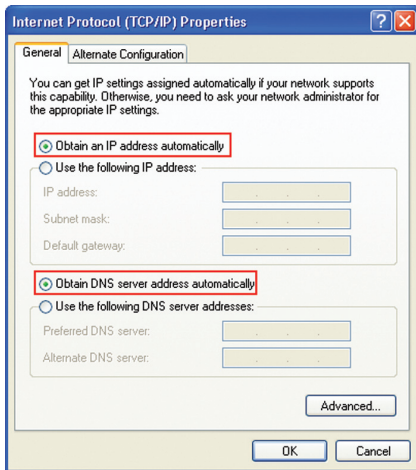 Internet Protocol (TCP/IP) Properties
General
Alternate Configuration
You can get IP settings assigned automatically if your network supports
this capability. Otherwise, you need to ask your network administrator for
the appropriate IP settings.
Obtain an IP address automatically
Use the following IP address:
IP address:
Subnet mask:
Default gateway:
Obtain DNS server address automatically
Use the following DNS server addresses:
Preferred DNS server:
Alternate DNS server:
Advanced...
OK
Cancel